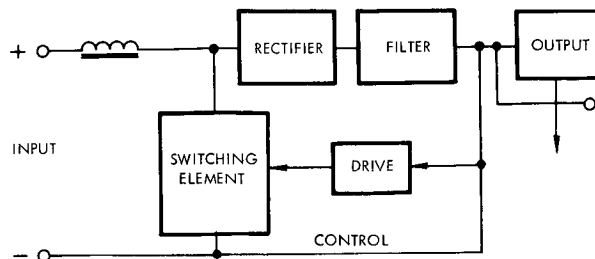 +
RECTIFIER
FILTER
OUTPUT
INPUT
SWITCHING
ELEMENT
DRIVE
CONTROL
−